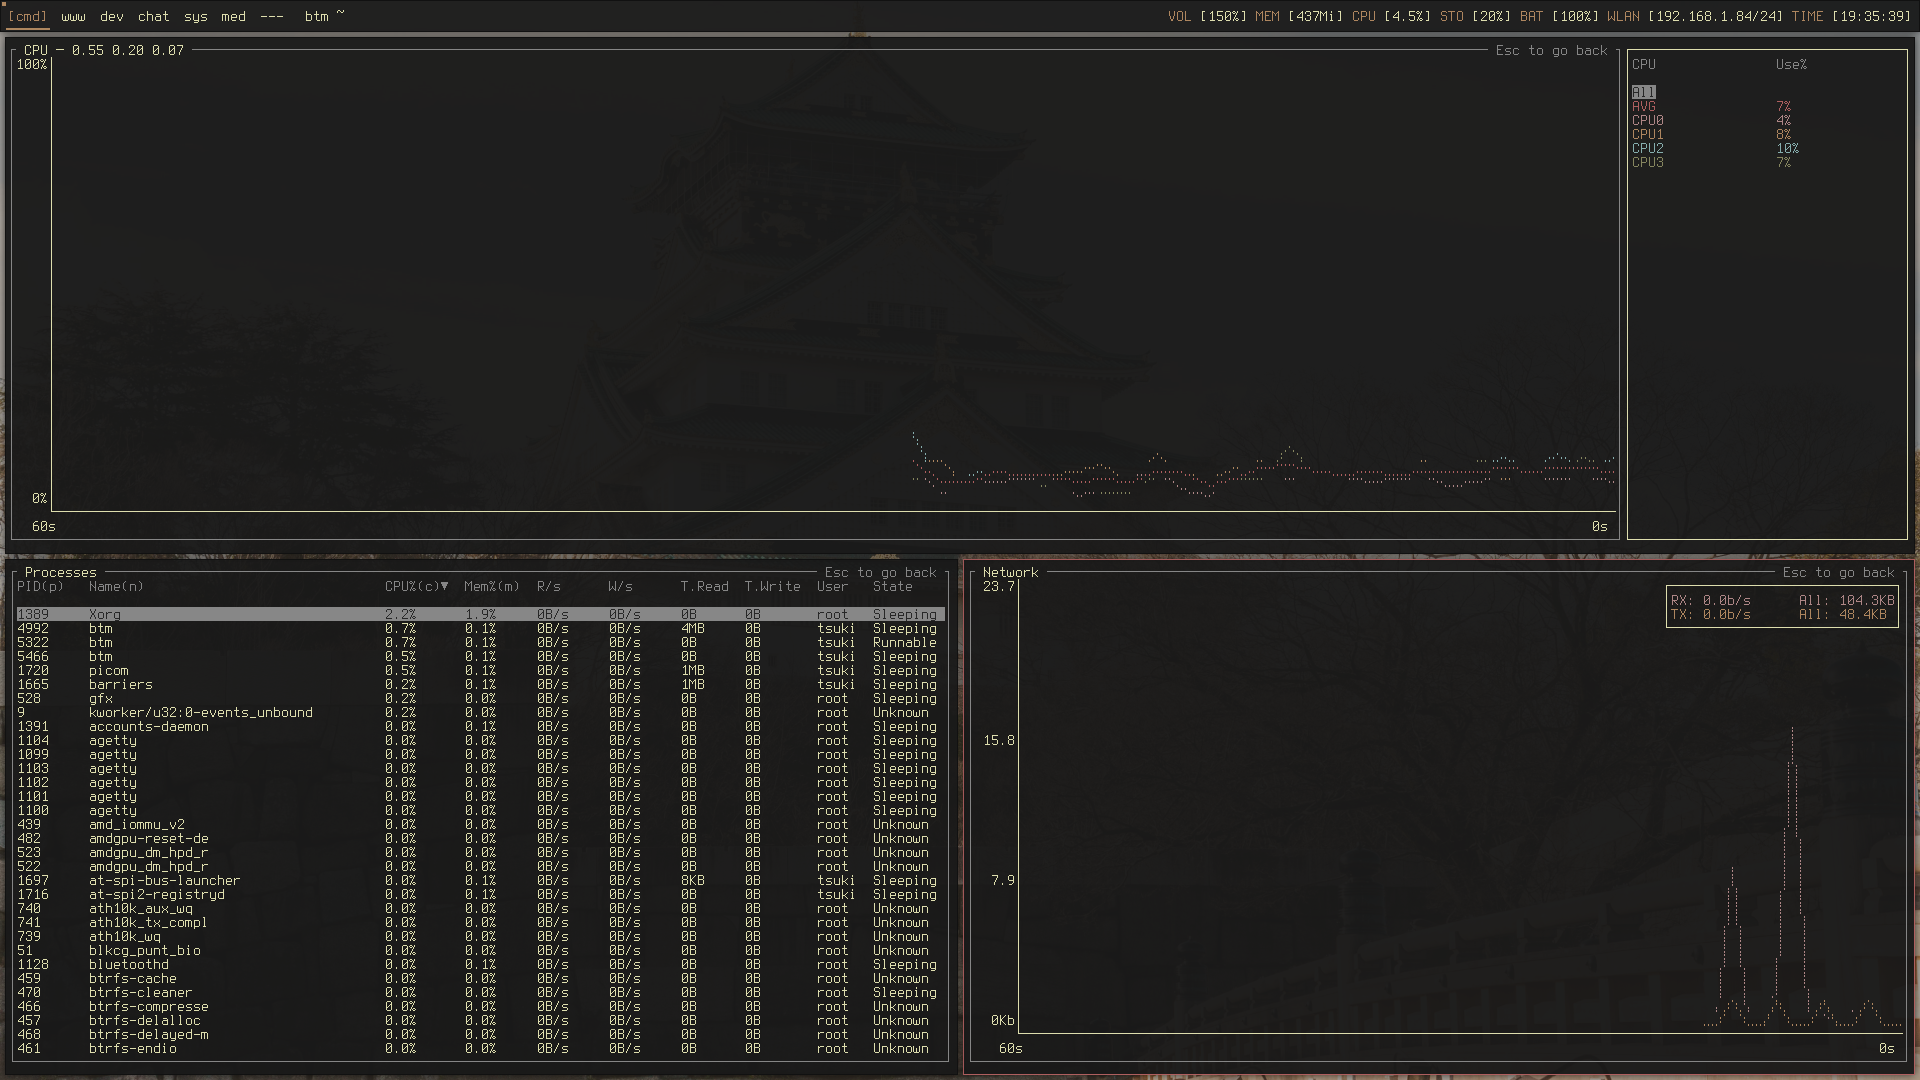 [cmd] www dev chat sys med --- btm ~ VOL [150%] MEM [437Mi] CPU [4.5%] STO [20%] BAT [100%] WLAN [192.168.1.84/24] TIME [19:35:39]
CPU — 0.55 0.20 0.07 Esc to go back
100%
0%
60s 0s
CPU Use%
All
AVG 7%
CPU0 4%
CPU1 8%
CPU2 10%
CPU3 7%
Processes Esc to go back
PID(p) Name(n) CPU%(c)▼ Mem%(m) R/s W/s T.Read T.Write User State
1389 Xorg 2.2% 1.9% 0B/s 0B/s 0B 0B root Sleeping
4992 btm 0.7% 0.1% 0B/s 0B/s 4MB 0B tsuki Sleeping
5322 btm 0.7% 0.1% 0B/s 0B/s 0B 0B tsuki Runnable
5466 btm 0.5% 0.1% 0B/s 0B/s 0B 0B tsuki Sleeping
1720 picom 0.5% 0.1% 0B/s 0B/s 1MB 0B tsuki Sleeping
1665 barriers 0.2% 0.1% 0B/s 0B/s 1MB 0B tsuki Sleeping
528 gfx 0.2% 0.0% 0B/s 0B/s 0B 0B root Sleeping
9 kworker/u32:0-events_unbound 0.2% 0.0% 0B/s 0B/s 0B 0B root Unknown
1391 accounts-daemon 0.0% 0.1% 0B/s 0B/s 0B 0B root Sleeping
1104 agetty 0.0% 0.0% 0B/s 0B/s 0B 0B root Sleeping
1099 agetty 0.0% 0.0% 0B/s 0B/s 0B 0B root Sleeping
1103 agetty 0.0% 0.0% 0B/s 0B/s 0B 0B root Sleeping
1102 agetty 0.0% 0.0% 0B/s 0B/s 0B 0B root Sleeping
1101 agetty 0.0% 0.0% 0B/s 0B/s 0B 0B root Sleeping
1100 agetty 0.0% 0.0% 0B/s 0B/s 0B 0B root Sleeping
439 amd_iommu_v2 0.0% 0.0% 0B/s 0B/s 0B 0B root Unknown
482 amdgpu-reset-de 0.0% 0.0% 0B/s 0B/s 0B 0B root Unknown
523 amdgpu_dm_hpd_r 0.0% 0.0% 0B/s 0B/s 0B 0B root Unknown
522 amdgpu_dm_hpd_r 0.0% 0.0% 0B/s 0B/s 0B 0B root Unknown
1697 at-spi-bus-launcher 0.0% 0.1% 0B/s 0B/s 8KB 0B tsuki Sleeping
1716 at-spi2-registryd 0.0% 0.1% 0B/s 0B/s 0B 0B tsuki Sleeping
740 ath10k_aux_wq 0.0% 0.0% 0B/s 0B/s 0B 0B root Unknown
741 ath10k_tx_compl 0.0% 0.0% 0B/s 0B/s 0B 0B root Unknown
739 ath10k_wq 0.0% 0.0% 0B/s 0B/s 0B 0B root Unknown
51 blkcg_punt_bio 0.0% 0.0% 0B/s 0B/s 0B 0B root Unknown
1128 bluetoothd 0.0% 0.1% 0B/s 0B/s 0B 0B root Sleeping
459 btrfs-cache 0.0% 0.0% 0B/s 0B/s 0B 0B root Unknown
470 btrfs-cleaner 0.0% 0.0% 0B/s 0B/s 0B 0B root Sleeping
466 btrfs-compresse 0.0% 0.0% 0B/s 0B/s 0B 0B root Unknown
457 btrfs-delalloc 0.0% 0.0% 0B/s 0B/s 0B 0B root Unknown
468 btrfs-delayed-m 0.0% 0.0% 0B/s 0B/s 0B 0B root Unknown
461 btrfs-endio 0.0% 0.0% 0B/s 0B/s 0B 0B root Unknown
Network Esc to go back
23.7
RX: 0.0b/s All: 104.3KB
TX: 0.0b/s All: 48.4KB
15.8
7.9
0Kb
60s 0s